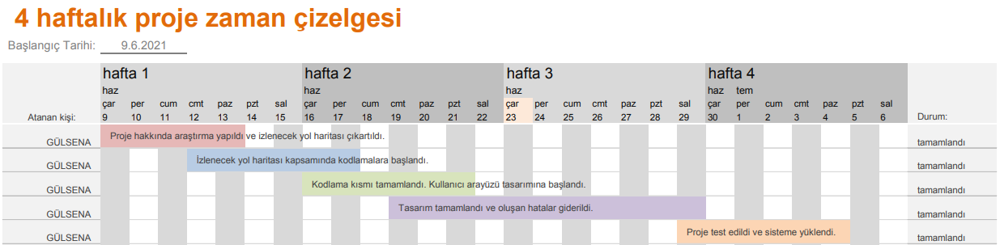 4 haftalık proje zaman çizelgesi
Başlangıç Tarihi: 9.6.2021
hafta 1 hafta 2 hafta 3 hafta 4
haz haz haz haz tem
çar per cum cmt paz pzt sal çar per cum cmt paz pzt sal çar per cum cmt paz pzt sal çar per cum cmt paz pzt sal
Atanan kişi: 9 10 11 12 13 14 15 16 17 18 19 20 21 22 23 24 25 26 27 28 29 30 1 2 3 4 5 6 Durum:
GÜLSENA Proje hakkında araştırma yapıldı ve izlenecek yol haritası çıkartıldı. tamamlandı
GÜLSENA İzlenecek yol haritası kapsamında kodlamalara başlandı. tamamlandı
GÜLSENA Kodlama kısmı tamamlandı. Kullanıcı arayüzü tasarımına başlandı. tamamlandı
GÜLSENA Tasarım tamamlandı ve oluşan hatalar giderildi. tamamlandı
GÜLSENA Proje test edildi ve sisteme yüklendi. tamamlandı